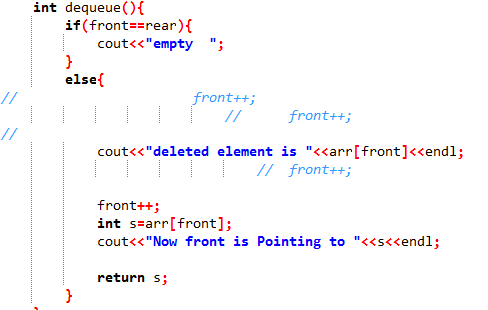 int dequeue(){
if(front==rear){
cout<<"empty  ";
}
else{
//                      front++;
//      front++;
//
cout<<"deleted element is "<<arr[front]<<endl;
//  front++;
front++;
int s=arr[front];
cout<<"Now front is Pointing to "<<s<<endl;
return s;
}